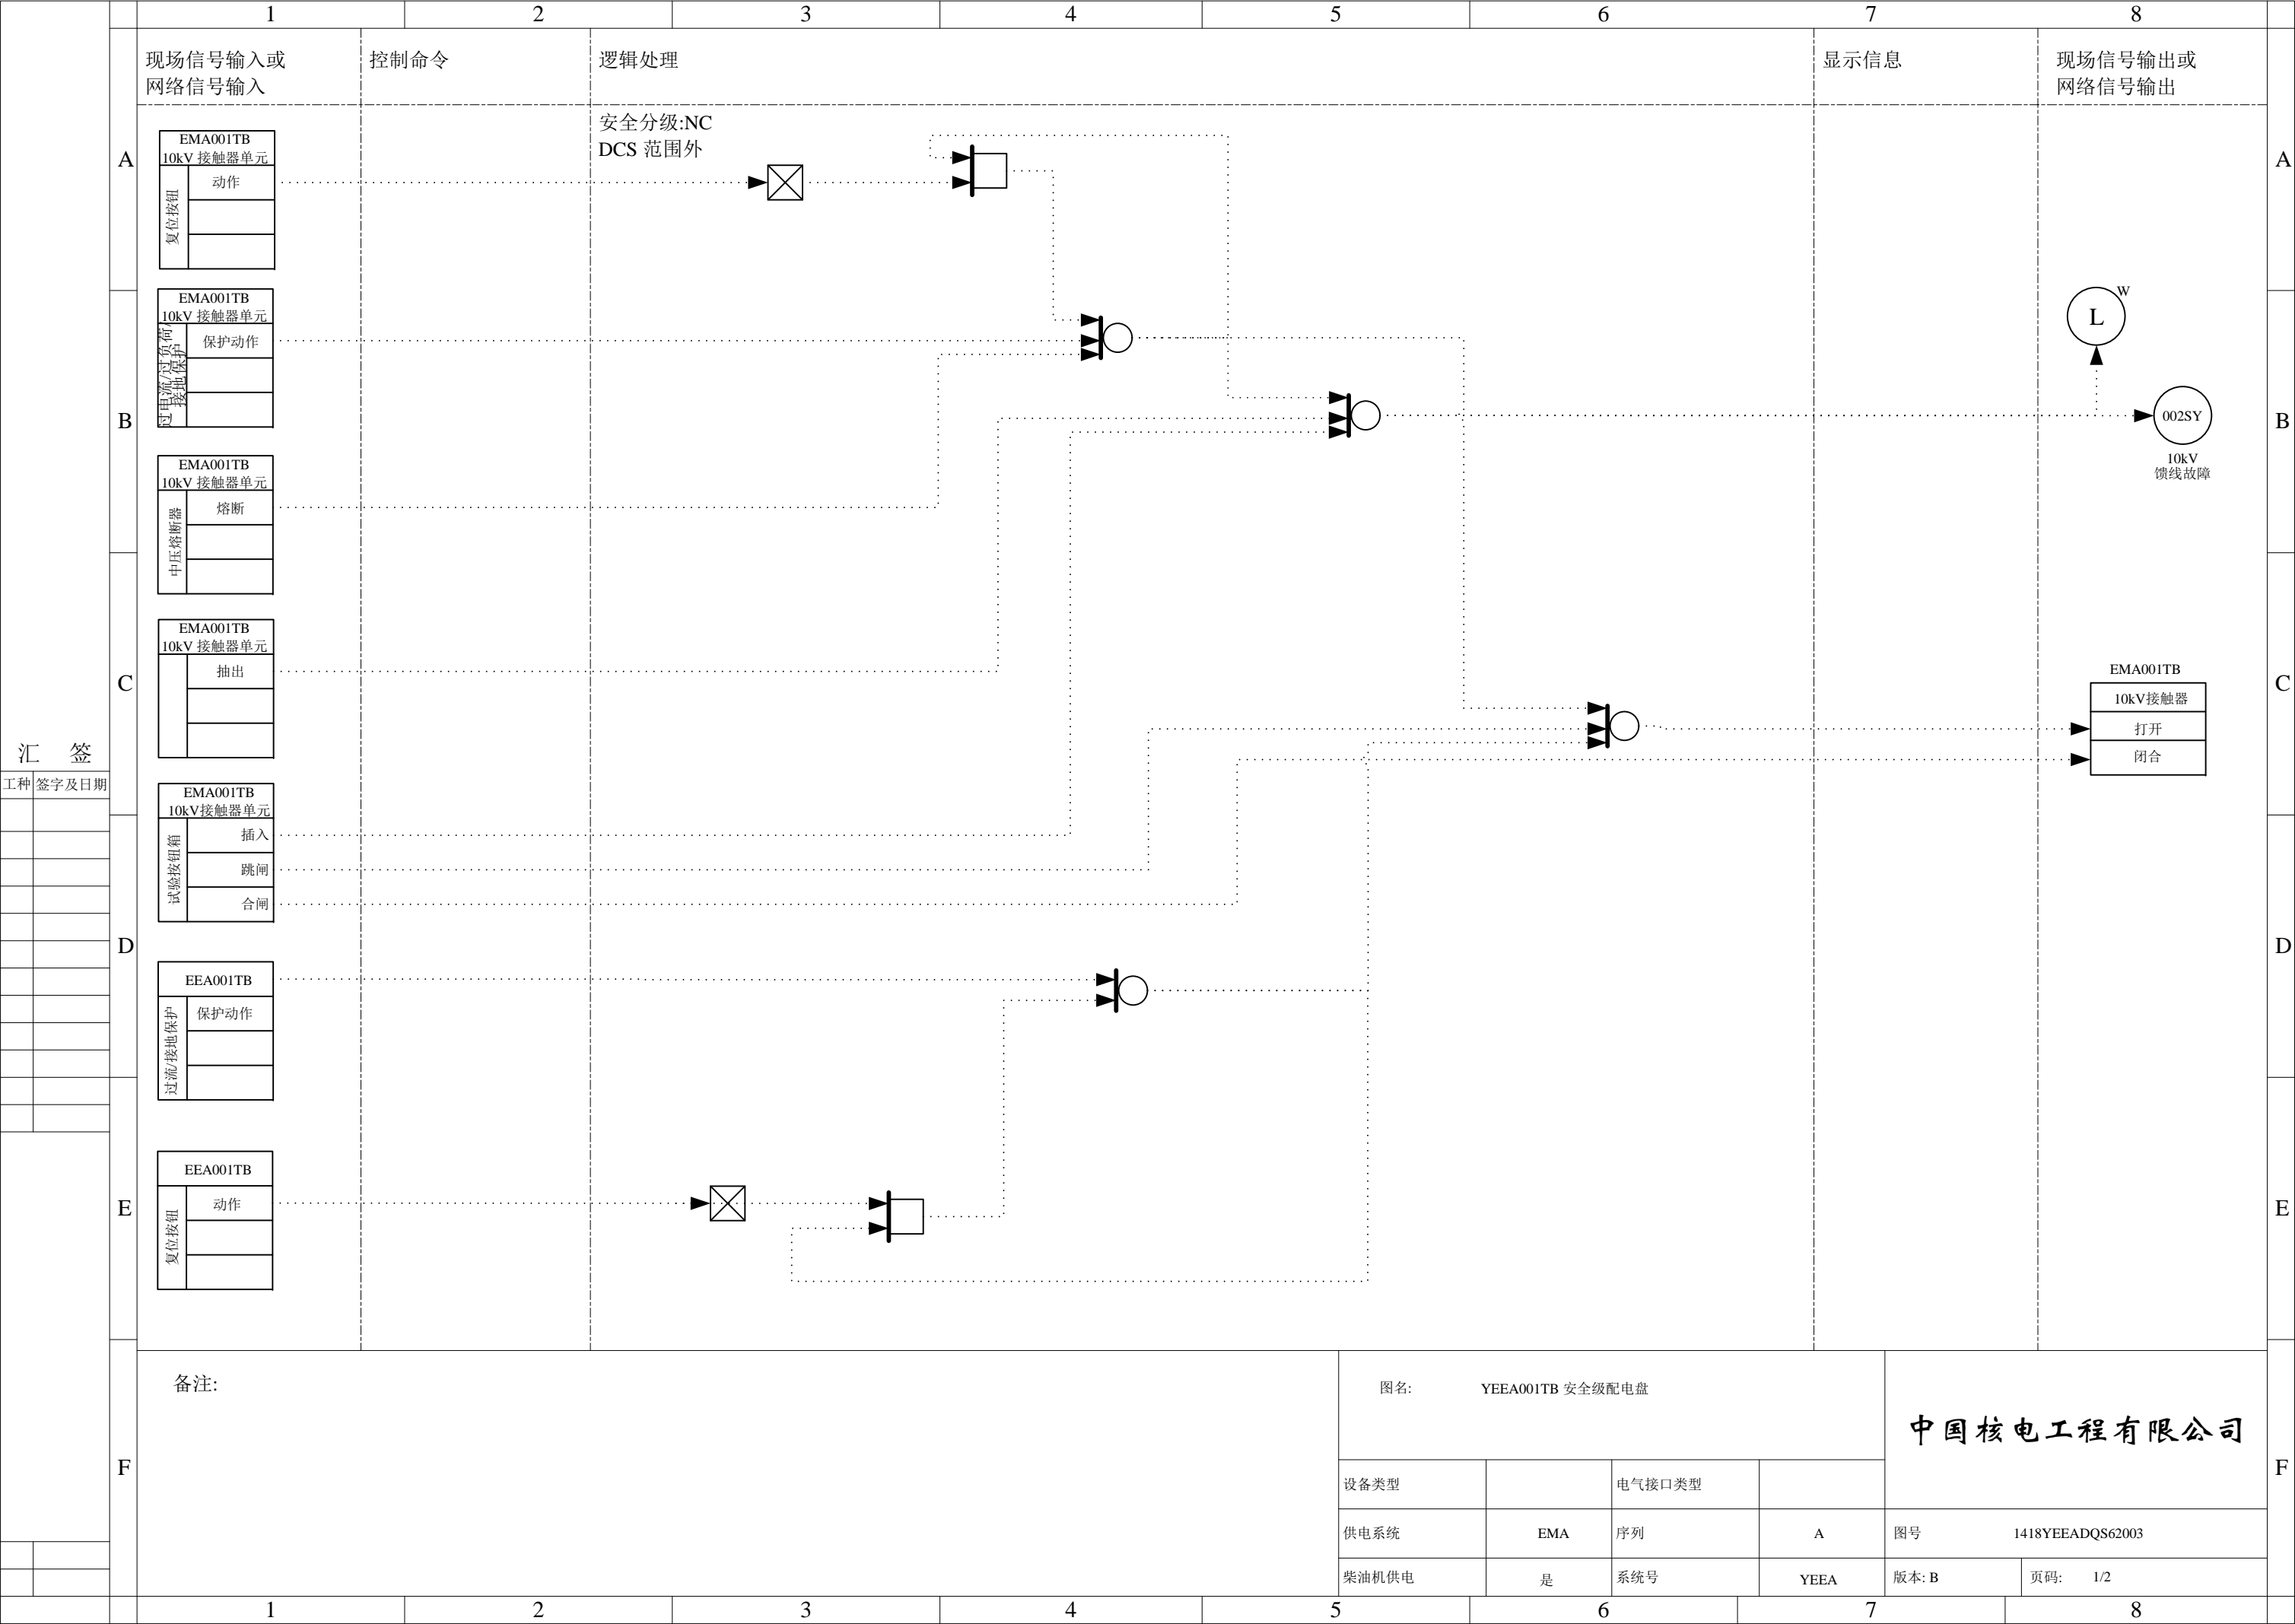 1 2 3 4 5 6 7 8
现场信号输入或
网络信号输入
控制命令
逻辑处理
显示信息
现场信号输出或
网络信号输出
安全分级:NC
DCS 范围外
A
A
EMA001TB
10kV 接触器单元
复位按钮
动作
EMA001TB
10kV 接触器单元
过电流/过负荷/
接地保护
保护动作
B
B
L
W
002SY
10kV
馈线故障
EMA001TB
10kV 接触器单元
中压熔断器
熔断
EMA001TB
10kV 接触器单元
抽出
C
C
EMA001TB
10kV接触器
打开
闭合
汇 签
工种 签字及日期
EMA001TB
10kV接触器单元
试验按钮箱
插入
跳闸
合闸
D
D
EEA001TB
过流/接地保护
保护动作
E
E
EEA001TB
复位按钮
动作
备注:
F
F
图名: YEEA001TB 安全级配电盘
中国核电工程有限公司
设备类型 电气接口类型
供电系统 EMA 序列 A 图号 1418YEEADQS62003
柴油机供电 是 系统号 YEEA 版本: B 页码: 1/2
1 2 3 4 5 6 7 8